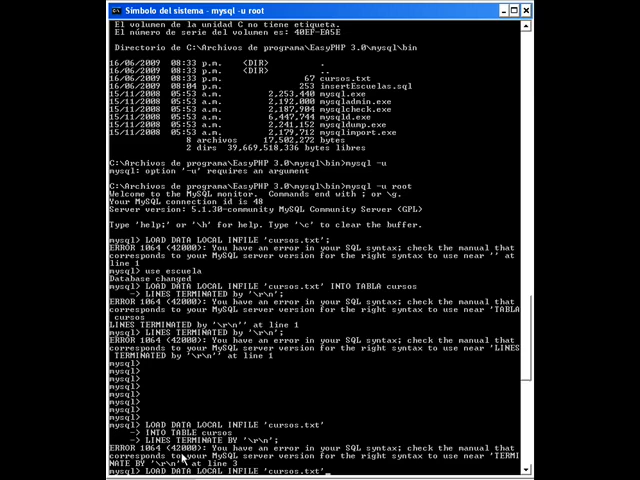 Símbolo del sistema - mysql -u root
El volumen de la unidad C no tiene etiqueta.
El número de serie del volumen es: 40EF-EA5E
Directorio de C:\Archivos de programa\EasyPHP 3.0\mysql\bin
16/06/2009 08:33 p.m. <DIR> .
16/06/2009 08:33 p.m. <DIR> ..
16/06/2009 08:33 p.m. 67 cursos.txt
16/06/2009 08:04 p.m. 253 insertEscuelas.sql
15/11/2008 05:53 a.m. 2,253,440 mysql.exe
15/11/2008 05:53 a.m. 2,192,000 mysqladmin.exe
15/11/2008 05:53 a.m. 2,187,904 mysqlcheck.exe
15/11/2008 05:53 a.m. 6,447,744 mysqld.exe
15/11/2008 05:53 a.m. 2,241,152 mysqldump.exe
15/11/2008 05:53 a.m. 2,179,712 mysqlimport.exe
8 archivos 17,502,272 bytes
2 dirs 39,669,518,336 bytes libres
C:\Archivos de programa\EasyPHP 3.0\mysql\bin>mysql -u
mysql: option '-u' requires an argument
C:\Archivos de programa\EasyPHP 3.0\mysql\bin>mysql -u root
Welcome to the MySQL monitor. Commands end with ; or \g.
Your MySQL connection id is 48
Server version: 5.1.30-community MySQL Community Server (GPL)
Type 'help;' or '\h' for help. Type '\c' to clear the buffer.
mysql> LOAD DATA LOCAL INFILE 'cursos.txt';
ERROR 1064 (42000): You have an error in your SQL syntax; check the manual that
corresponds to your MySQL server version for the right syntax to use near '' at
line 1
mysql> use escuela
Database changed
mysql> LOAD DATA LOCAL INFILE 'cursos.txt' INTO TABLA cursos
-> LINES TERMINATED by '\r\n';
ERROR 1064 (42000): You have an error in your SQL syntax; check the manual that
corresponds to your MySQL server version for the right syntax to use near 'TABLA
cursos
LINES TERMINATED by '\r\n'' at line 1
mysql> LINES TERMINATED by '\r\n';
ERROR 1064 (42000): You have an error in your SQL syntax; check the manual that
corresponds to your MySQL server version for the right syntax to use near 'LINES
TERMINATED by '\r\n'' at line 1
mysql>
mysql>
mysql>
mysql>
mysql>
mysql>
mysql>
mysql>
mysql> LOAD DATA LOCAL INFILE 'cursos.txt'
-> INTO TABLE cursos
-> LINES TERMINATE BY '\r\n';
ERROR 1064 (42000): You have an error in your SQL syntax; check the manual that
corresponds to your MySQL server version for the right syntax to use near 'TERMI
NATE BY '\r\n'' at line 3
mysql> LOAD DATA LOCAL INFILE 'cursos.txt'_